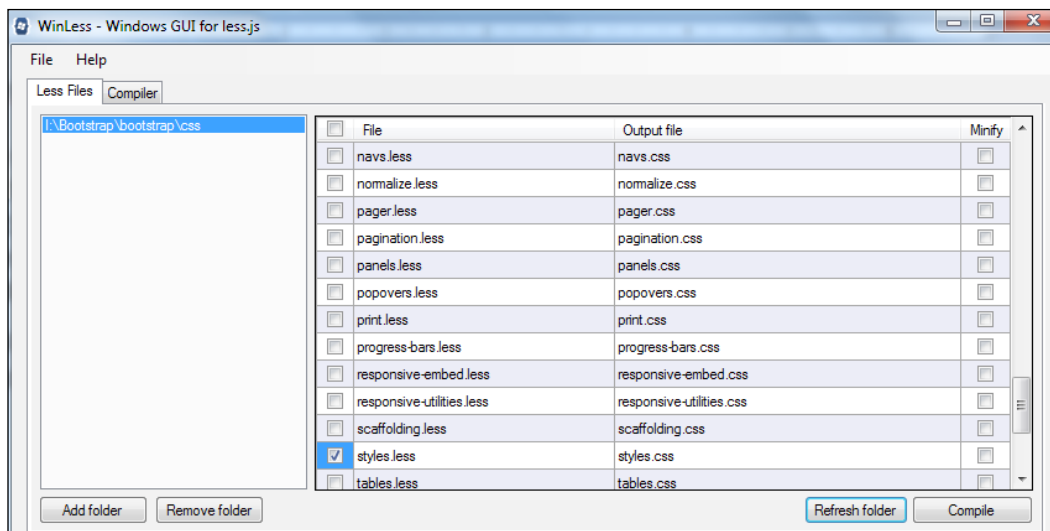 WinLess - Windows GUI for less.js
File Help
Less Files Compiler
I:\Bootstrap\bootstrap\css
File Output file Minify
navs.less navs.css
normalize.less normalize.css
pager.less pager.css
pagination.less pagination.css
panels.less panels.css
popovers.less popovers.css
print.less print.css
progress-bars.less progress-bars.css
responsive-embed.less responsive-embed.css
responsive-utilities.less responsive-utilities.css
scaffolding.less scaffolding.css
styles.less styles.css
tables.less tables.css
Add folder Remove folder Refresh folder Compile